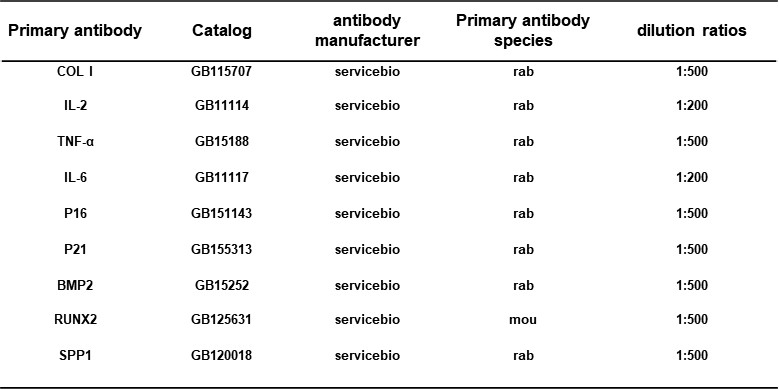 Primary antibody Catalog antibody manufacturer Primary antibody species dilution ratios
COL I GB115707 servicebio rab 1:500
IL-2 GB11114 servicebio rab 1:200
TNF-α GB15188 servicebio rab 1:500
IL-6 GB11117 servicebio rab 1:200
P16 GB151143 servicebio rab 1:500
P21 GB155313 servicebio rab 1:500
BMP2 GB15252 servicebio rab 1:500
RUNX2 GB125631 servicebio mou 1:500
SPP1 GB120018 servicebio rab 1:500